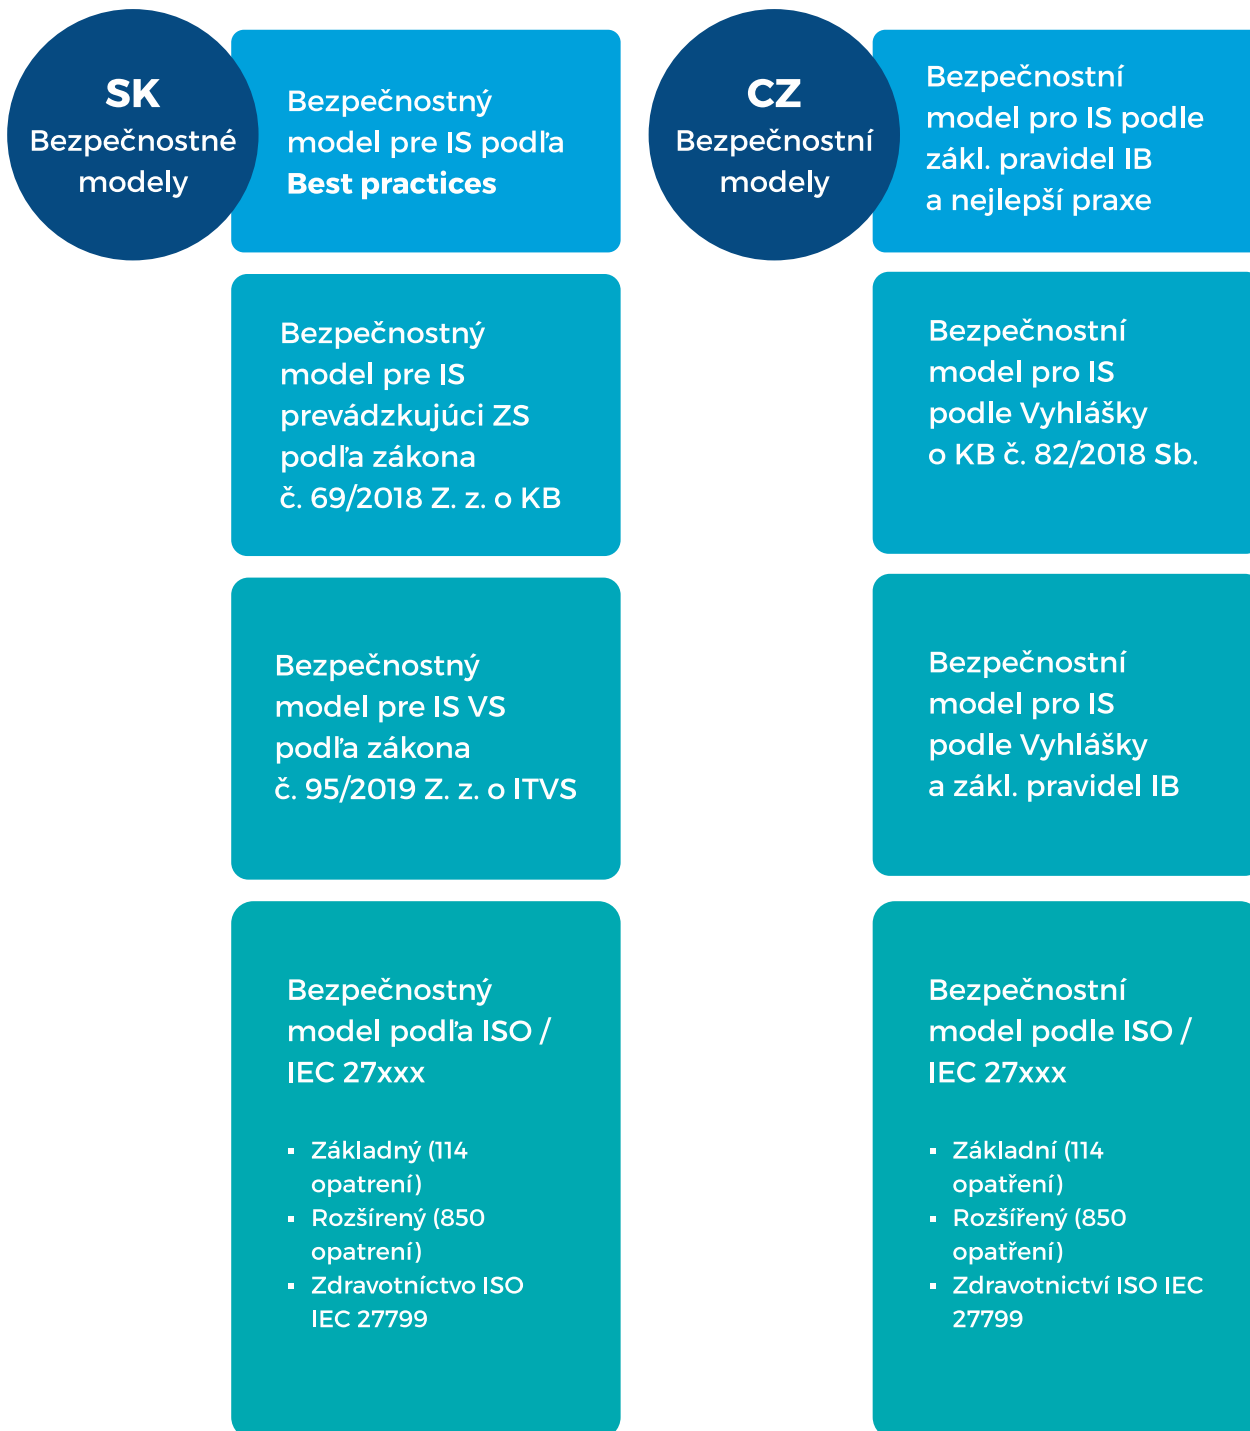 SK
Bezpečnostné
modely
Bezpečnostný
model pre IS podľa
Best practices
Bezpečnostný
model pre IS
prevádzkujúci ZS
podľa zákona
č. 69/2018 Z. z. o KB
Bezpečnostný
model pre IS VS
podľa zákona
č. 95/2019 Z. z. o ITVS
Bezpečnostný
model podľa ISO /
IEC 27xxx
▪ Základný (114
opatrení)
▪ Rozšírený (850
opatrení)
▪ Zdravotníctvo ISO
IEC 27799
CZ
Bezpečnostní
modely
Bezpečnostní
model pro IS podle
zákl. pravidel IB
a nejlepší praxe
Bezpečnostní
model pro IS
podle Vyhlášky
o KB č. 82/2018 Sb.
Bezpečnostní
model pro IS
podle Vyhlášky
a zákl. pravidel IB
Bezpečnostní
model podle ISO /
IEC 27xxx
▪ Základní (114
opatření)
▪ Rozšířený (850
opatření)
▪ Zdravotnictví ISO IEC
27799